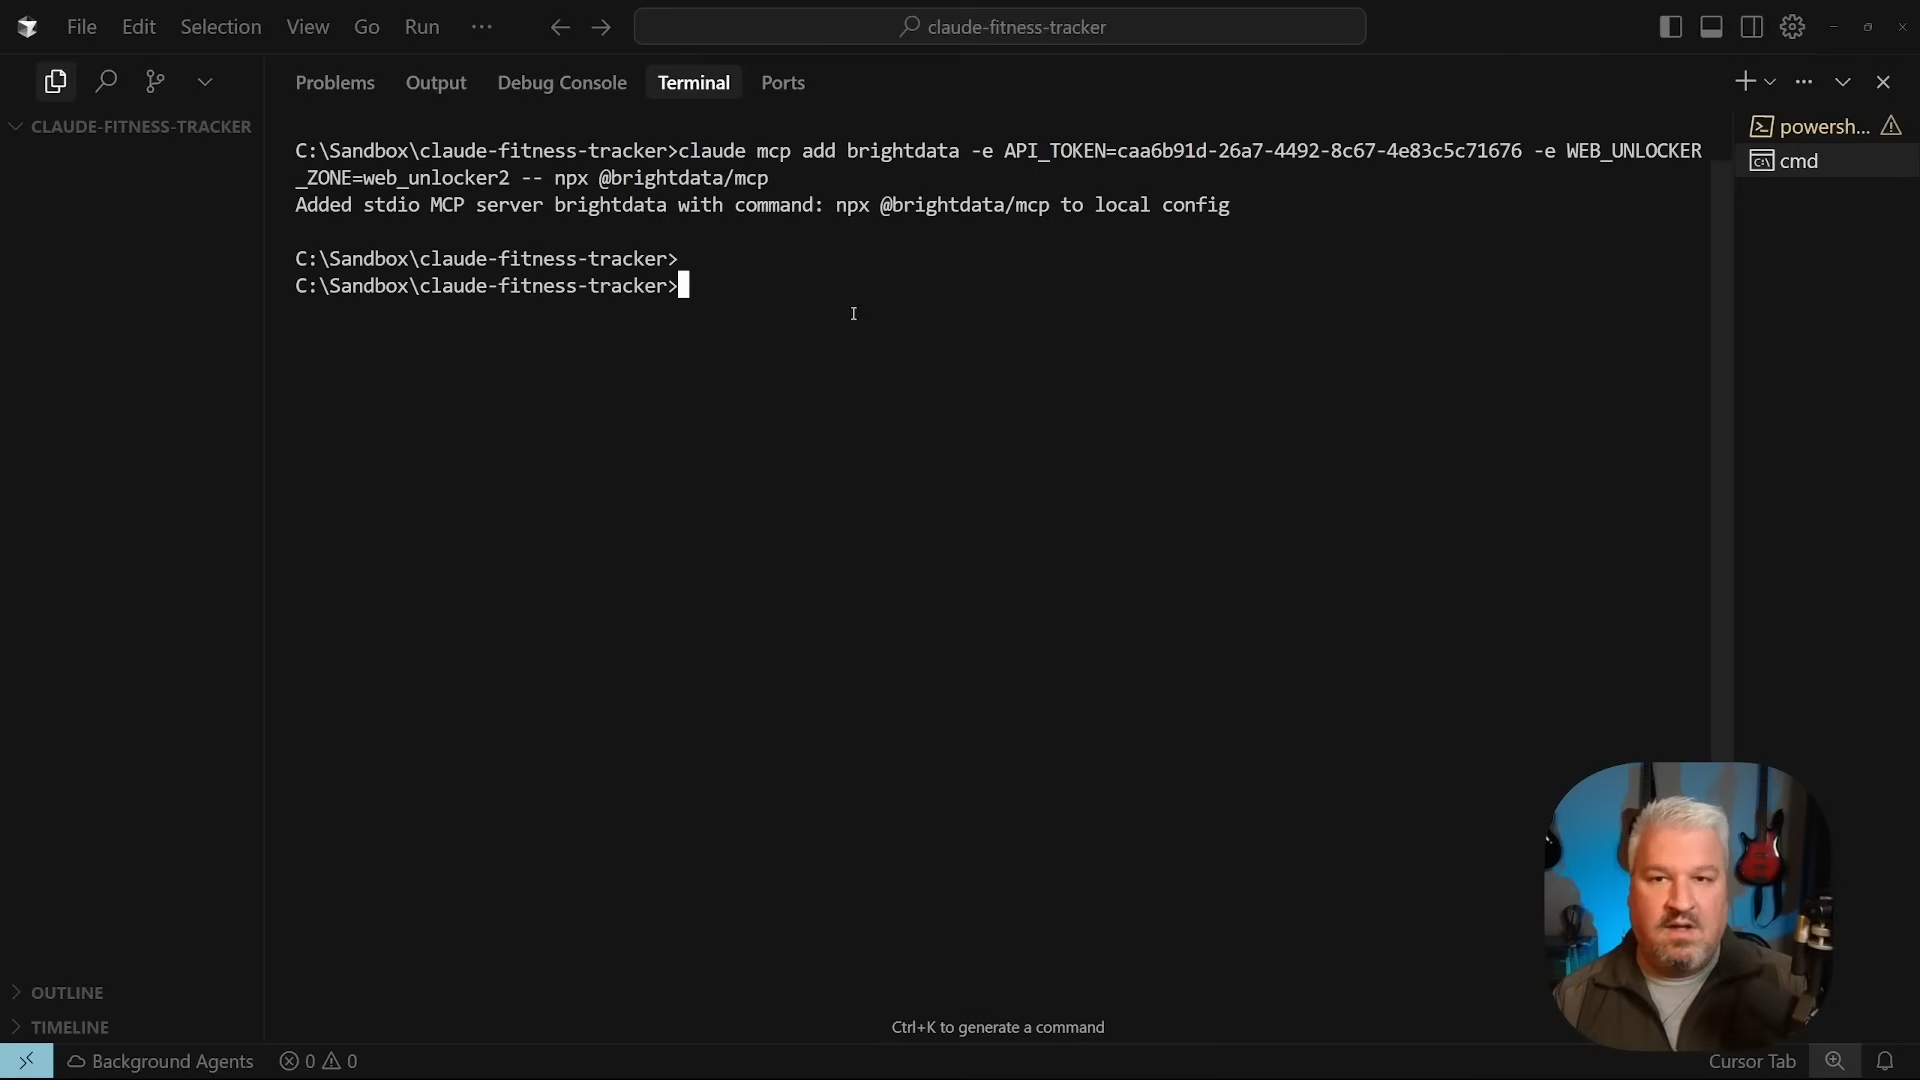 File Edit Selection View Go Run ...
claude-fitness-tracker
Problems Output Debug Console Terminal Ports
CLAUDE-FITNESS-TRACKER
C:\Sandbox\claude-fitness-tracker>claude mcp add brightdata -e API_TOKEN=caa6b91d-26a7-4492-8c67-4e83c5c71676 -e WEB_UNLOCKER
_ZONE=web_unlocker2 -- npx @brightdata/mcp
Added stdio MCP server brightdata with command: npx @brightdata/mcp to local config
C:\Sandbox\claude-fitness-tracker>
C:\Sandbox\claude-fitness-tracker>
powersh...
cmd
OUTLINE
TIMELINE
Ctrl+K to generate a command
Background Agents 0 0
Cursor Tab